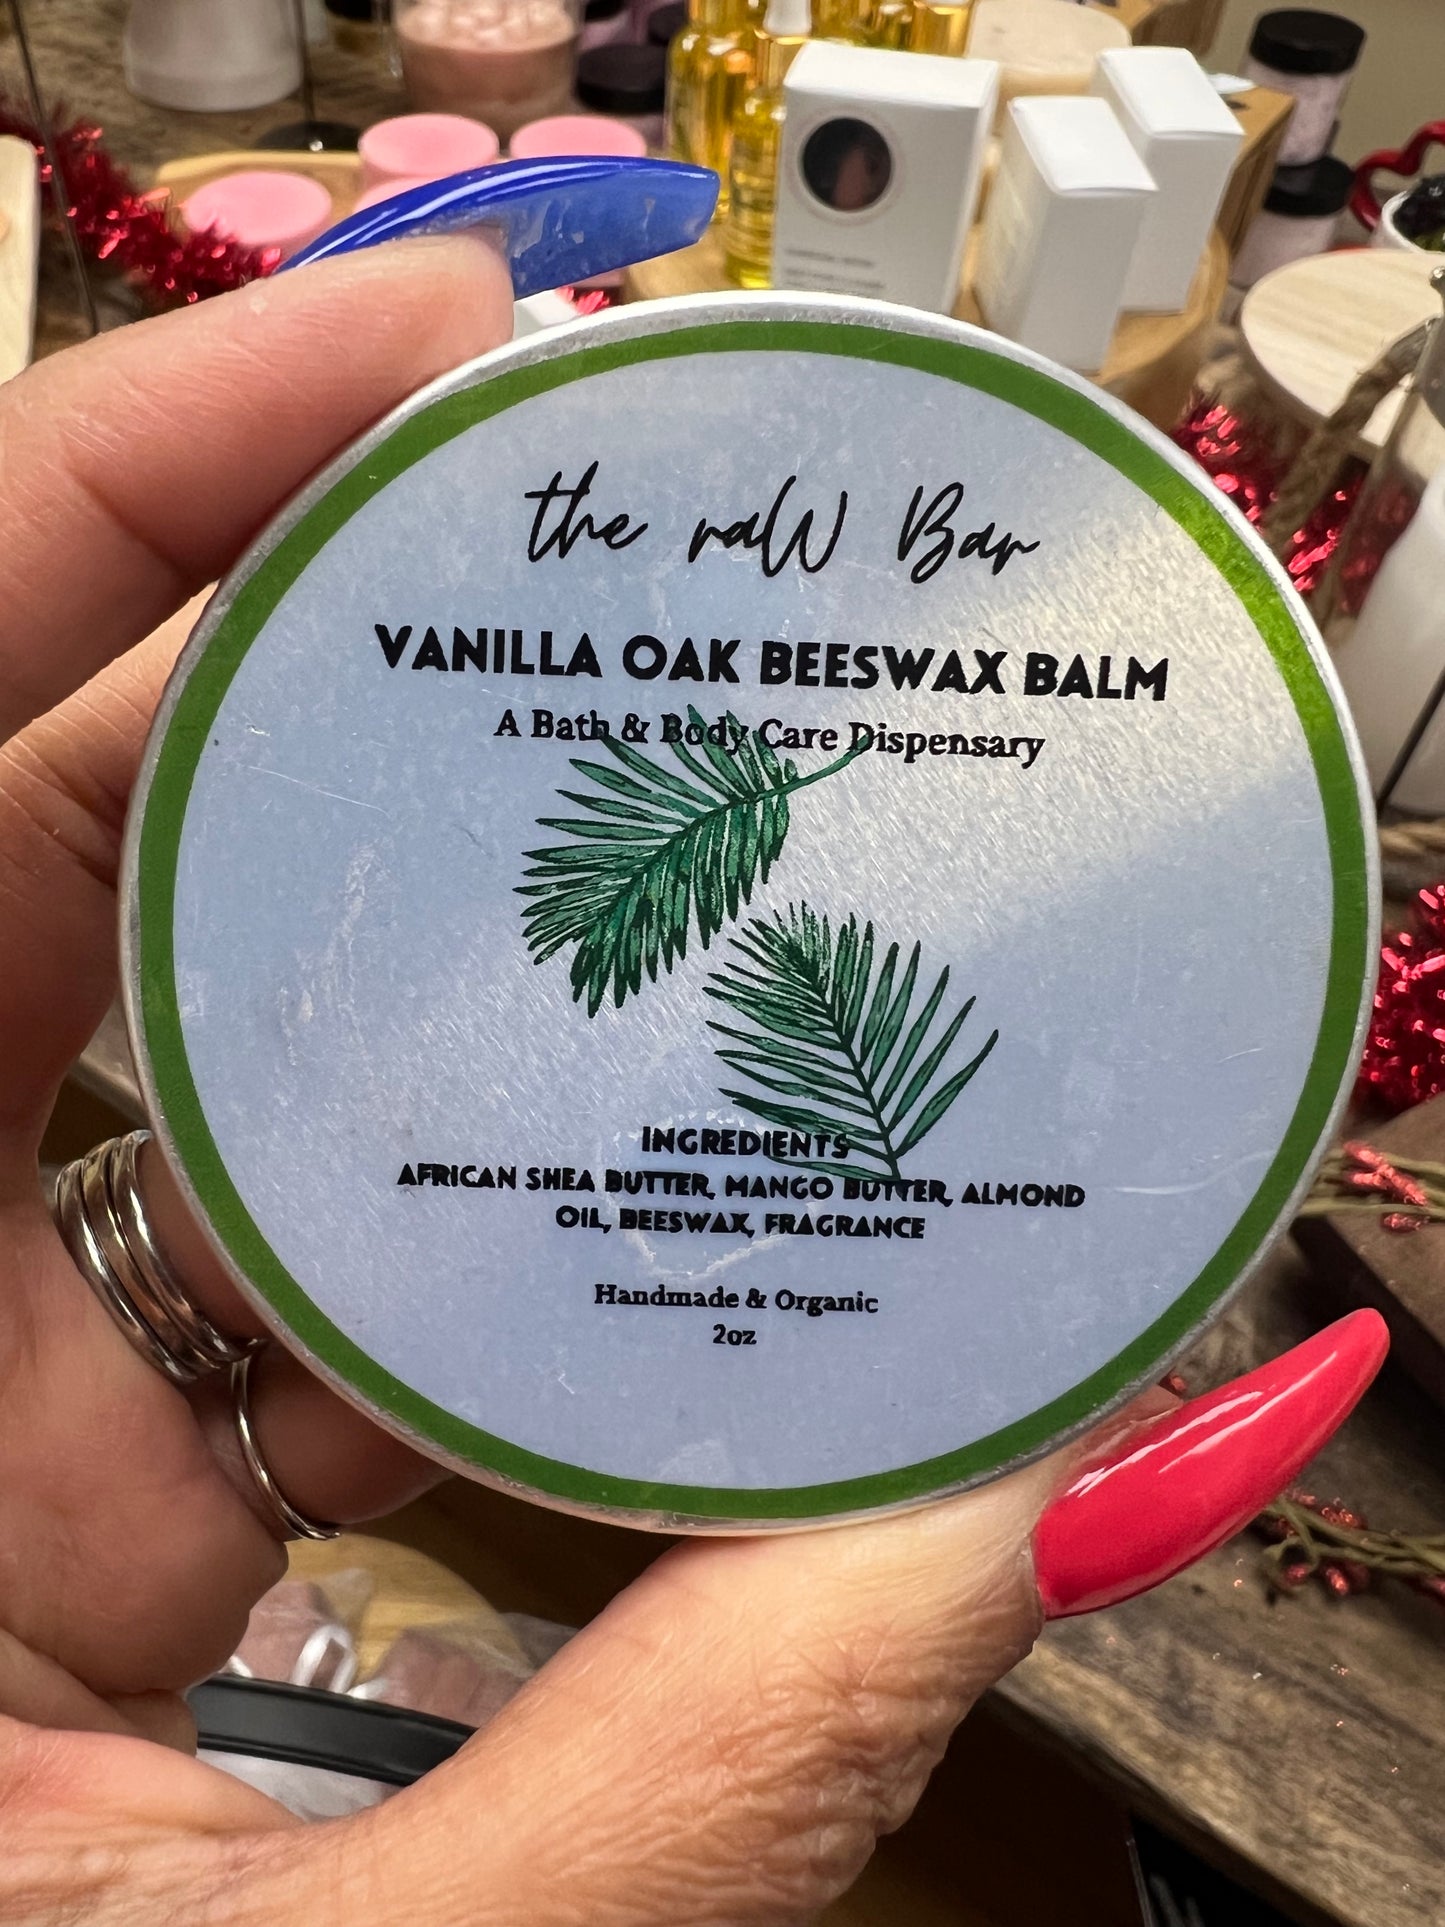 the raW Bar
VANILLA OAK BEESWAX BALM
A Bath & Body Care Dispensary
INGREDIENTS
AFRICAN SHEA BUTTER, MANGO BUTTER, ALMOND
OIL, BEESWAX, FRAGRANCE
Handmade & Organic
2oz